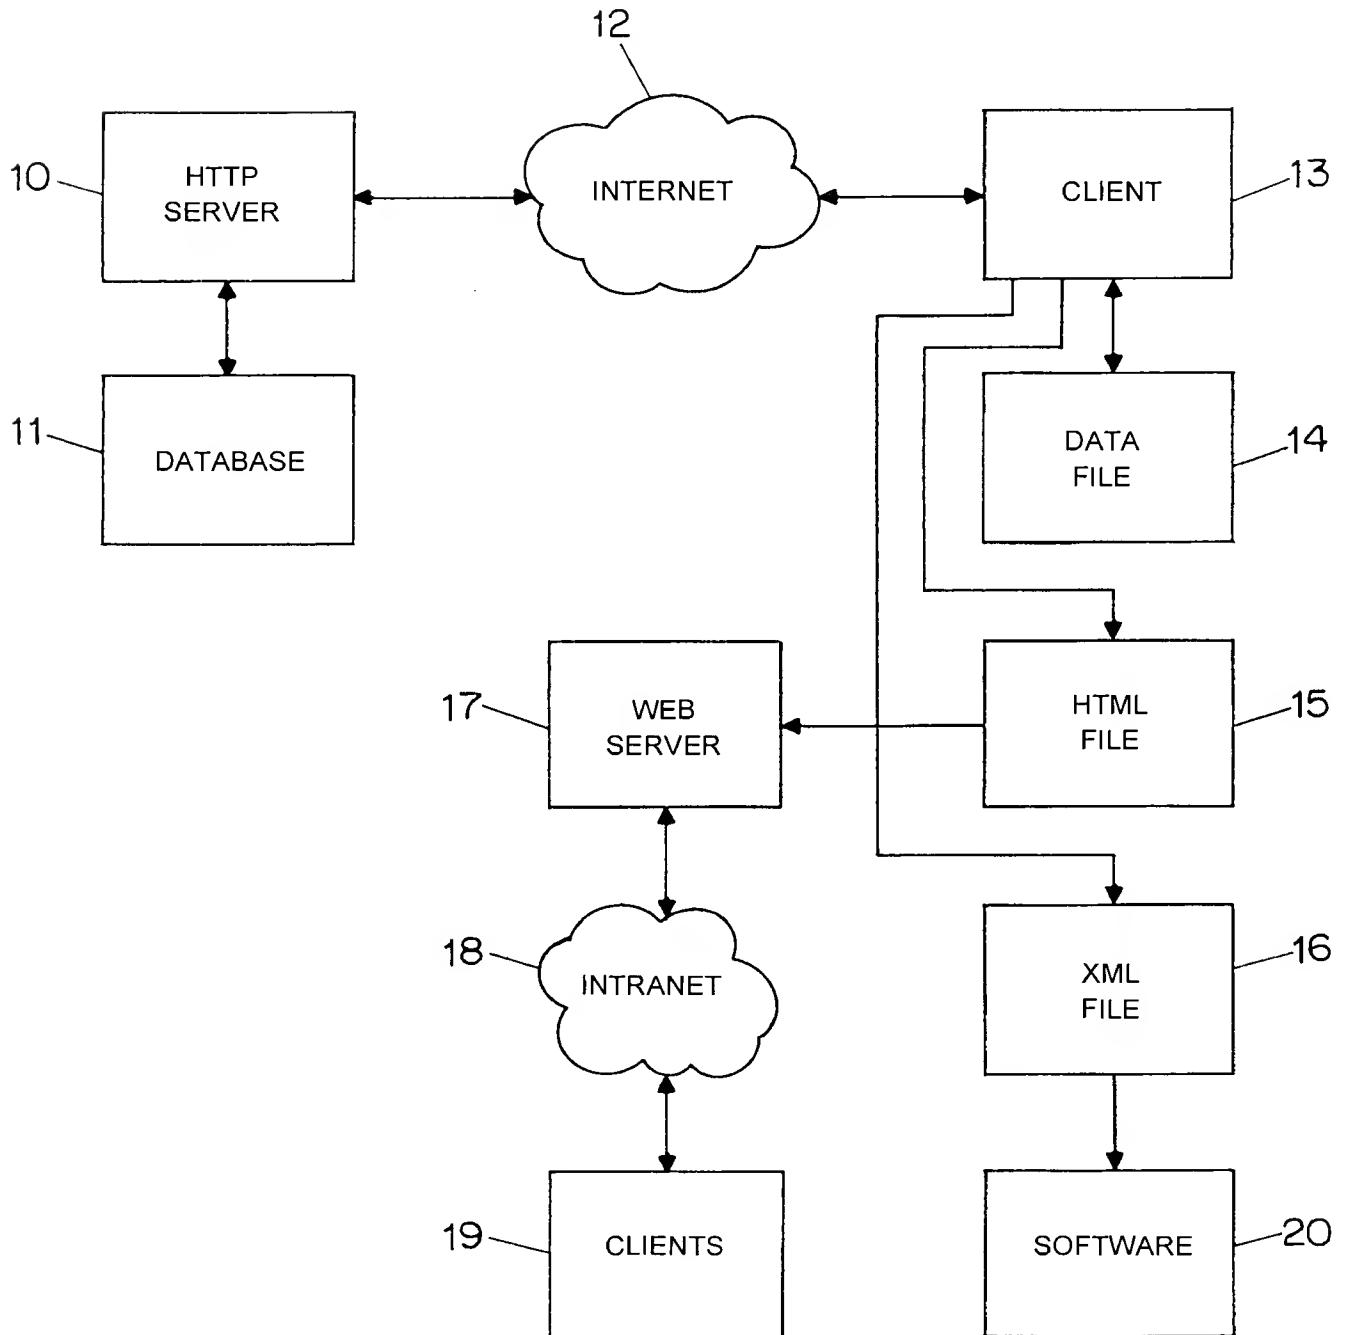 12
10
HTTP
SERVER
INTERNET
CLIENT
13
11
DATABASE
DATA
FILE
14
17
WEB
SERVER
HTML
FILE
15
18
INTRANET
XML
FILE
16
19
CLIENTS
SOFTWARE
20